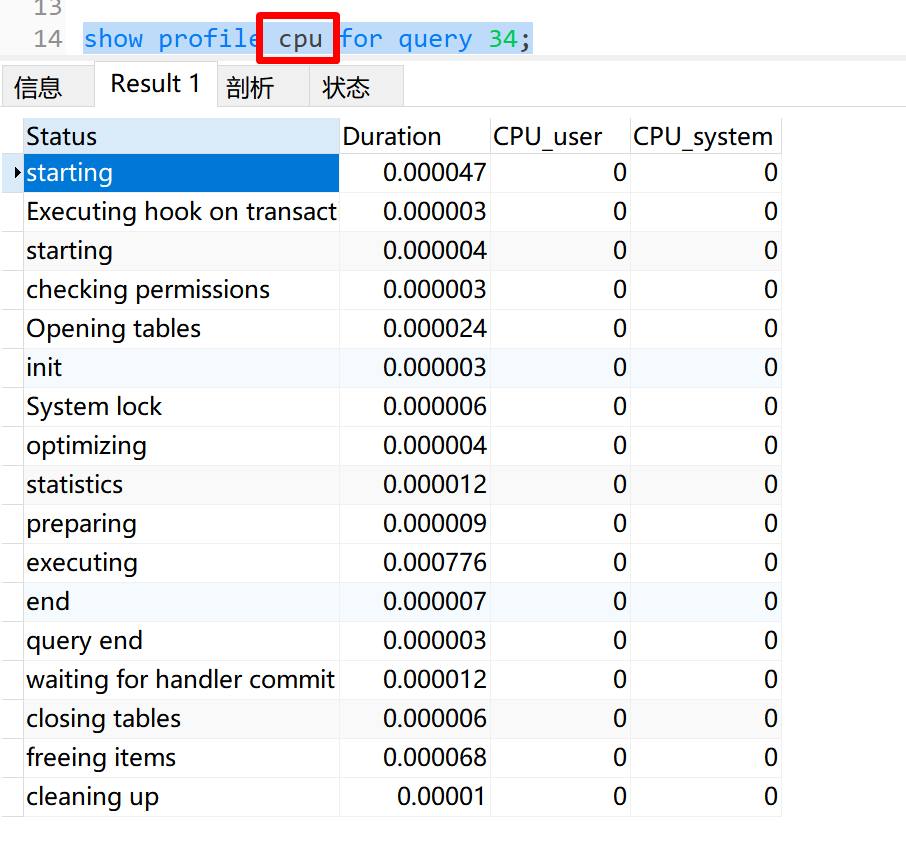 13
14 show profile cpu for query 34;
信息 Result 1 剖析 状态
Status Duration CPU_user CPU_system
starting 0.000047 0 0
Executing hook on transacti 0.000003 0 0
starting 0.000004 0 0
checking permissions 0.000003 0 0
Opening tables 0.000024 0 0
init 0.000003 0 0
System lock 0.000006 0 0
optimizing 0.000004 0 0
statistics 0.000012 0 0
preparing 0.000009 0 0
executing 0.000776 0 0
end 0.000007 0 0
query end 0.000003 0 0
waiting for handler commit 0.000012 0 0
closing tables 0.000006 0 0
freeing items 0.000068 0 0
cleaning up 0.00001 0 0